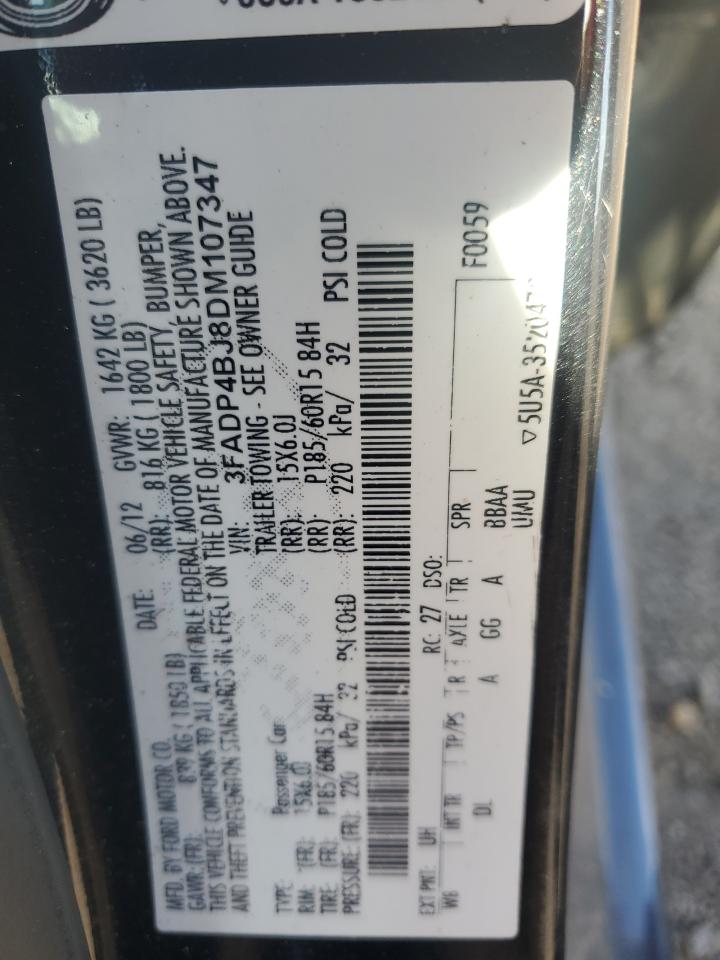 MFD. BY FORD MOTOR CO. DATE: 06/12 GVWR: 1642 KG ( 3620 LB)
GAWR:(FR): KG (1850 LB) (RR): 816 KG ( 1800 LB)
THIS VEHICLE CONFORMS TO ALL APPLICABLE FEDERAL MOTOR VEHICLE SAFETY, BUMPER,
AND THEFT PREVENTION STANDARDS IN EFFECT ON THE DATE OF MANUFACTURE SHOWN ABOVE.
VIN: 3FADP4BJ8DM107347
TYPE: Passenger Car TRAILER TOWING - SEE OWNER GUIDE
RIM: (FR): 15X6.0J (RR): 15X6.0J
TIRE (FR): P185/60R15 84H (RR): P185/60R15 84H
PRESSURE (FR): 220 kPa/ 32 PSI COLD (RR): 220 kPa/ 32 PSI COLD
EXT PNT: UH RC: 27 DSO: F0059
WB INT TR TP/PS R AXLE TR SPR
DL A GG A BBAA
UMU
▽5U5A-3520472